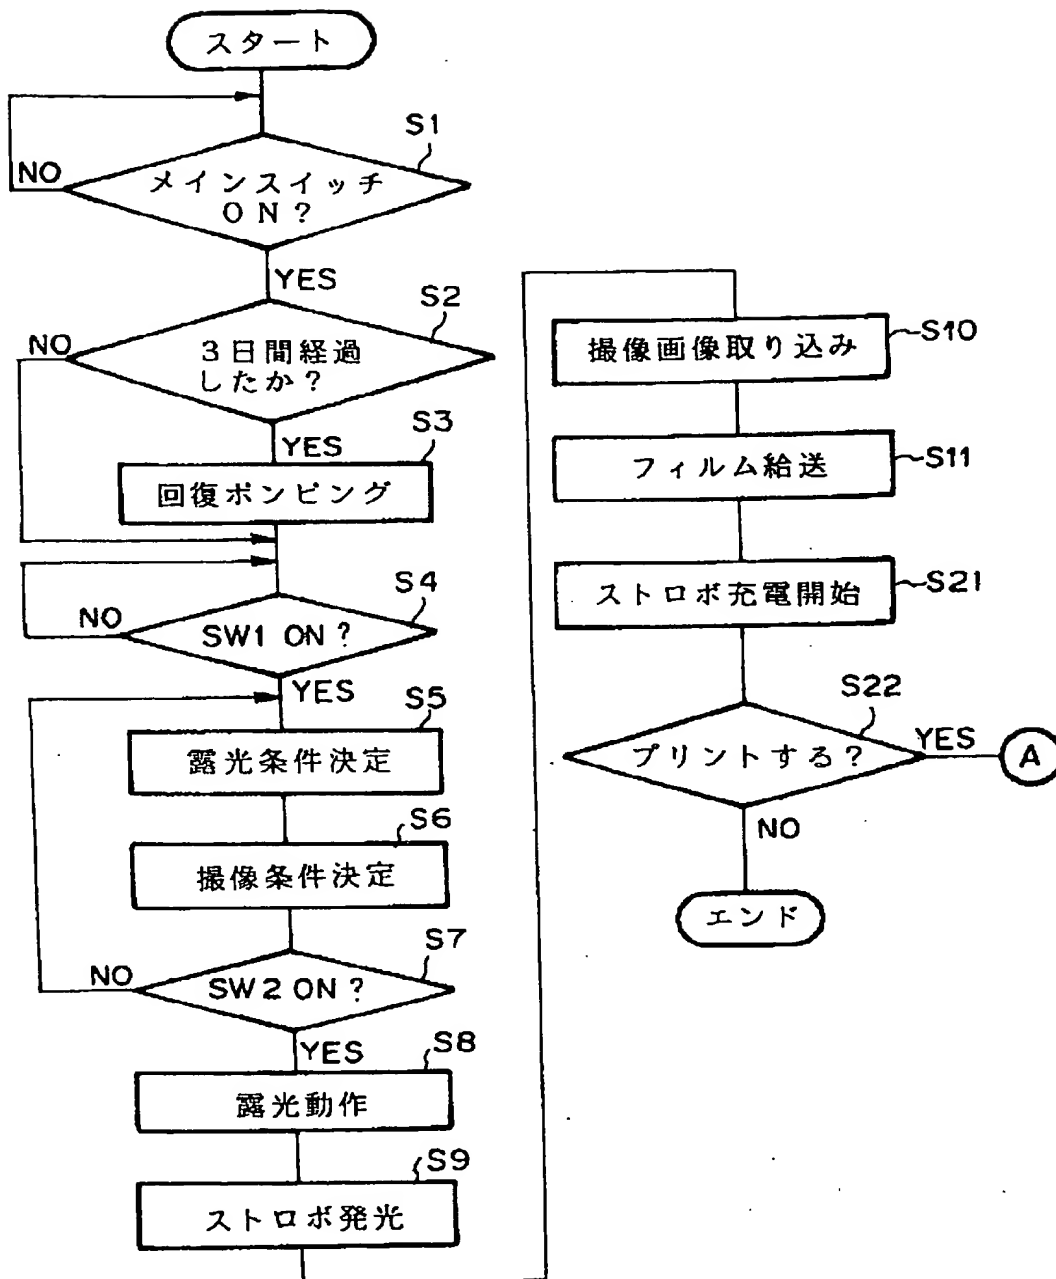 スタート
S1
NO
メインスイッチ
ON?
YES
S2
NO
3日間経過
したか?
YES
S3
回復ポンピング
S4
NO
SW1 ON?
YES
S5
露光条件決定
S6
撮像条件決定
S7
NO
SW2 ON?
YES
S8
露光動作
S9
ストロボ発光
撮像画像取り込み
S10
フィルム給送
S11
ストロボ充電開始
S21
S22
プリントする?
YES
A
NO
エンド